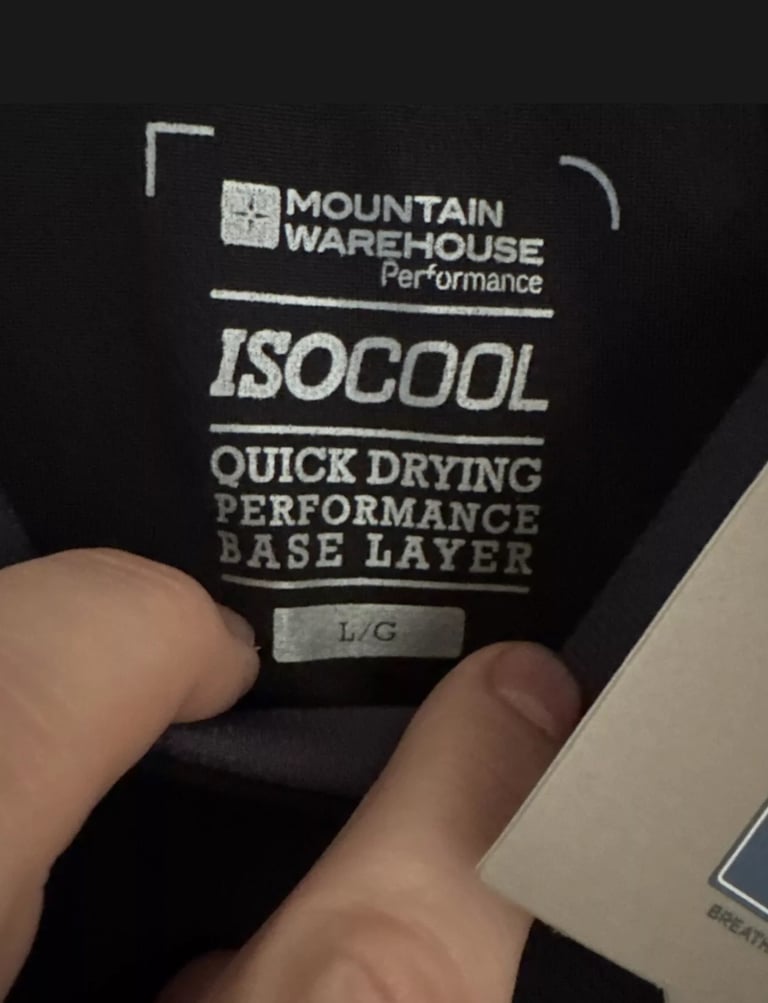 MOUNTAIN
WAREHOUSE
Performance
ISOCOOL
QUICK DRYING
PERFORMANCE
BASE LAYER
L/G